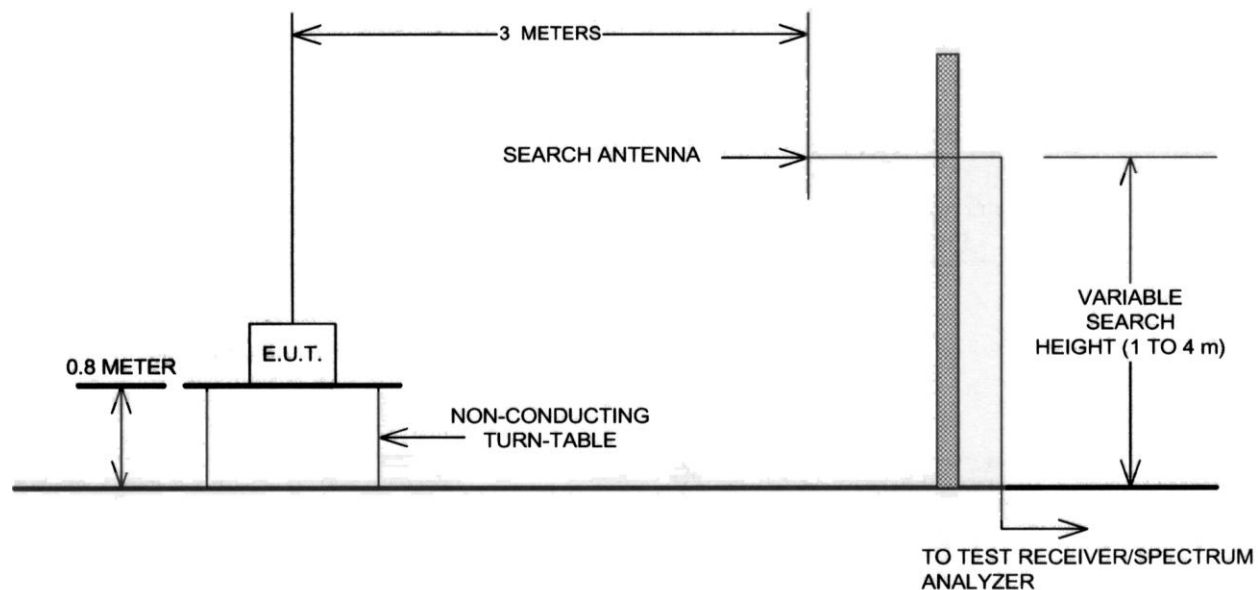 3 METERS
SEARCH ANTENNA
VARIABLE
SEARCH
HEIGHT (1 TO 4 m)
E.U.T.
0.8 METER
NON-CONDUCTING
TURN-TABLE
TO TEST RECEIVER/SPECTRUM
ANALYZER